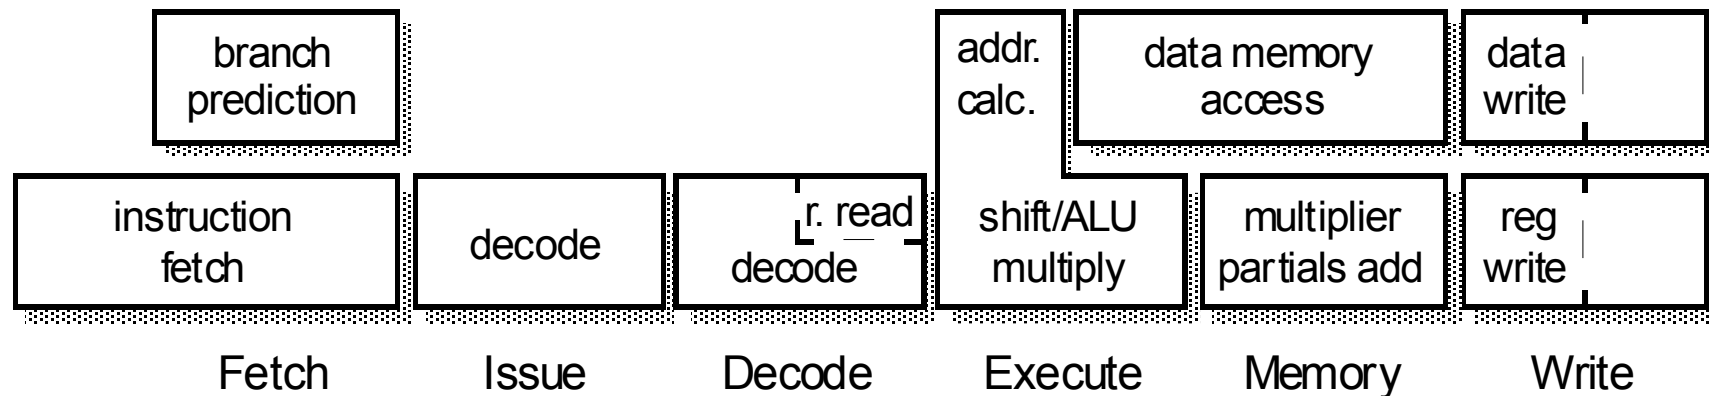 branch
prediction
addr.
calc.
data memory
access
data
write
instruction
fetch
decode
r. read
decode
shift/ALU
multiply
multiplier
partials add
reg
write
Fetch
Issue
Decode
Execute
Memory
Write